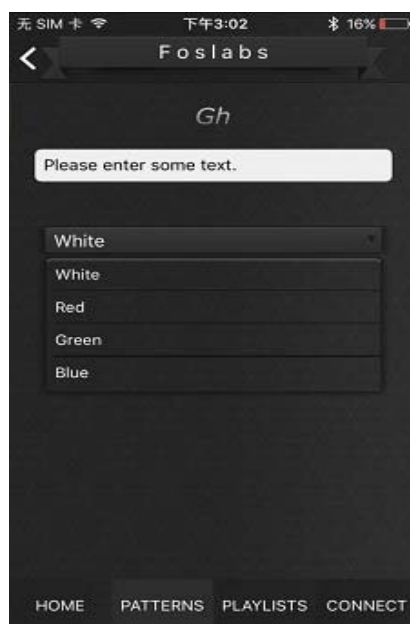 无 SIM 卡 下午3:02 16%
Foslabs
Gh
Please enter some text.
White
White
Red
Green
Blue
HOME PATTERNS PLAYLISTS CONNECT